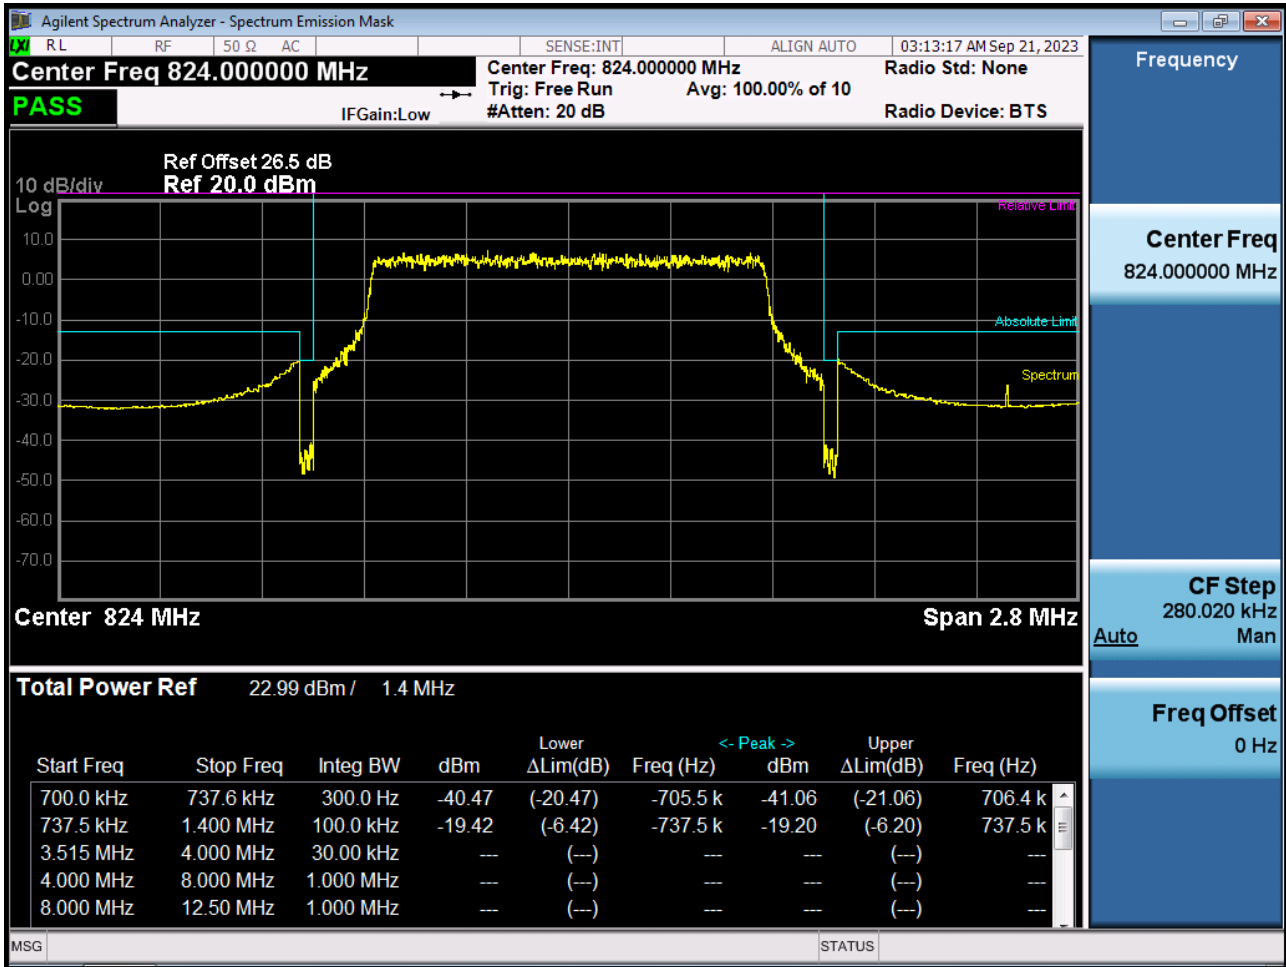 Agilent Spectrum Analyzer - Spectrum Emission Mask
LXI RL RF 50 Ω AC SENSE:INT ALIGN AUTO 03:13:17 AM Sep 21, 2023
Center Freq 824.000000 MHz
Center Freq: 824.000000 MHz
Radio Std: None
Trig: Free Run Avg: 100.00% of 10
PASS
IFGain:Low
#Atten: 20 dB
Radio Device: BTS
Ref Offset 26.5 dB
10 dB/div Ref 20.0 dBm
Log
Relative Limit
10.0
0.00
-10.0
Absolute Limit
-20.0
Spectrum
-30.0
-40.0
-50.0
-60.0
-70.0
Center 824 MHz Span 2.8 MHz
Total Power Ref 22.99 dBm / 1.4 MHz
Lower <- Peak -> Upper
Start Freq Stop Freq Integ BW dBm ΔLim(dB) Freq (Hz) dBm ΔLim(dB) Freq (Hz)
700.0 kHz 737.6 kHz 300.0 Hz -40.47 (-20.47) -705.5 k -41.06 (-21.06) 706.4 k
737.5 kHz 1.400 MHz 100.0 kHz -19.42 (-6.42) -737.5 k -19.20 (-6.20) 737.5 k
3.515 MHz 4.000 MHz 30.00 kHz --- (---) --- --- (---) ---
4.000 MHz 8.000 MHz 1.000 MHz --- (---) --- --- (---) ---
8.000 MHz 12.50 MHz 1.000 MHz --- (---) --- --- (---) ---
MSG STATUS
Frequency
Center Freq
824.000000 MHz
CF Step
280.020 kHz
Auto Man
Freq Offset
0 Hz